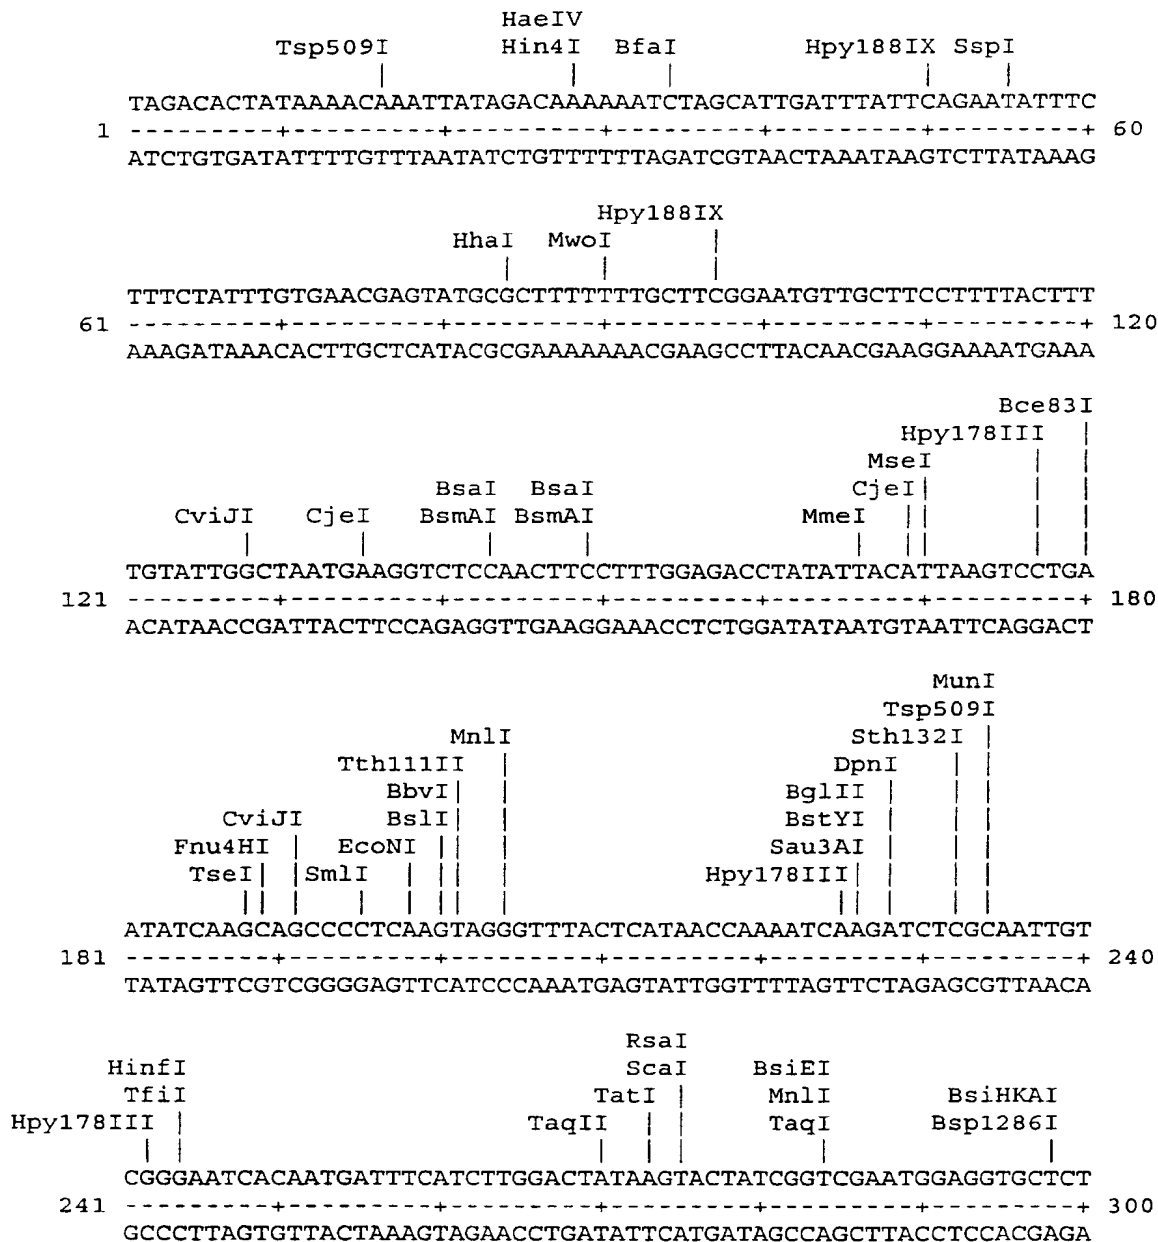 HaeIV
Tsp509I Hin4I BfaI Hpy188IX SspI
TAGACACTATAAAACAAATTATAGACAAAAAATCTAGCATTGATTTATTCAGAATATTTC
1 ---------+---------+---------+---------+---------+---------+ 60
ATCTGTGATATTTTGTTTAATATCTGTTTTTTAGATCGTAACTAAATAAGTCTTATAAAG
Hpy188IX
HhaI MwoI
TTTCTATTTGTGAACGAGTATGCGCTTTTTTTTGCTTCGGAATGTTGCTTCCTTTTACTTT
61 ---------+---------+---------+---------+---------+---------+ 120
AAAGATAAACACTTGCTCATACGCGAAAAAAACGAAGCCTTACAACGAAGGAAAATGAAA
Bce83I
Hpy178III
MseI
BsaI BsaI CjeI
CviJI CjeI BsmAI BsmAI MmeI
TGTATTGGCTAATGAAGGTCTCCAACTTCCTTTGGAGACCTATATTACATTAAGTCCTGA
121 ---------+---------+---------+---------+---------+---------+ 180
ACATAACCGATTACTTCCAGAGGTTGAAGGAAACCTCTGGATATAATGTAATTCAGGACT
MunI
Tsp509I
MnlI Sth132I
Tth111II DpnI
BbvI BglII
CviJI BslI BstYI
Fnu4HI EcoNI Sau3AI
TseI SmlI Hpy178III
ATATCAAGCAGCCCCTCAAGTAGGGTTTACTCATAACCAAAATCAAGATCTCGCAATTGT
181 ---------+---------+---------+---------+---------+---------+ 240
TATAGTTCGTCGGGGAGTTCATCCCAAATGAGTATTGGTTTTAGTTCTAGAGCGTTAACA
RsaI
HinfI ScaI BsiEI
TfiI TatI MnlI BsiHKAI
Hpy178III TaqII TaqI Bsp1286I
CGGGAATCACAATGATTTCATCTTGGACTATAAGTACTATCGGTCGAATGGAGGTGCTCT
241 ---------+---------+---------+---------+---------+---------+ 300
GCCCTTAGTGTTACTAAAGTAGAACCTGATATTCATGATAGCCAGCTTACCTCCACGAGA